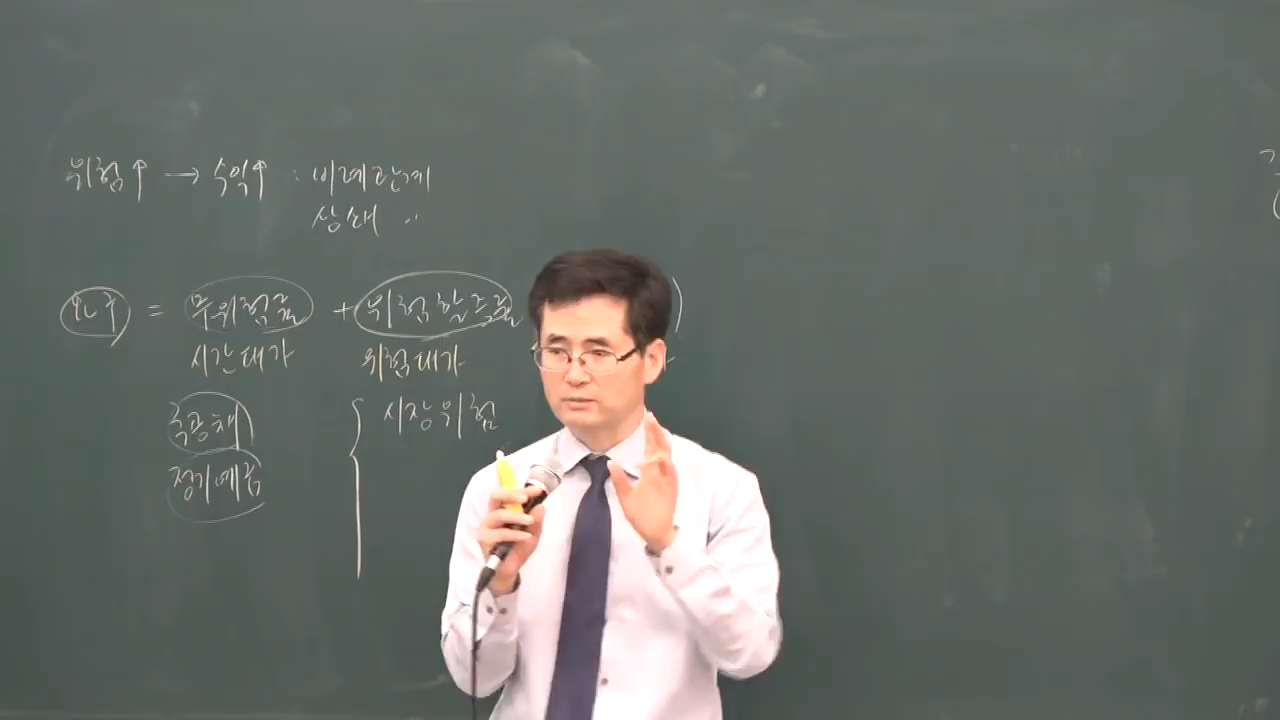 위험↑ → 수익↑ : 비례관계
상쇄 〃
요구 = 무위험률 + 위험할증률 )
시간대가 위험대가
국공채 { 시장위험
정기예금